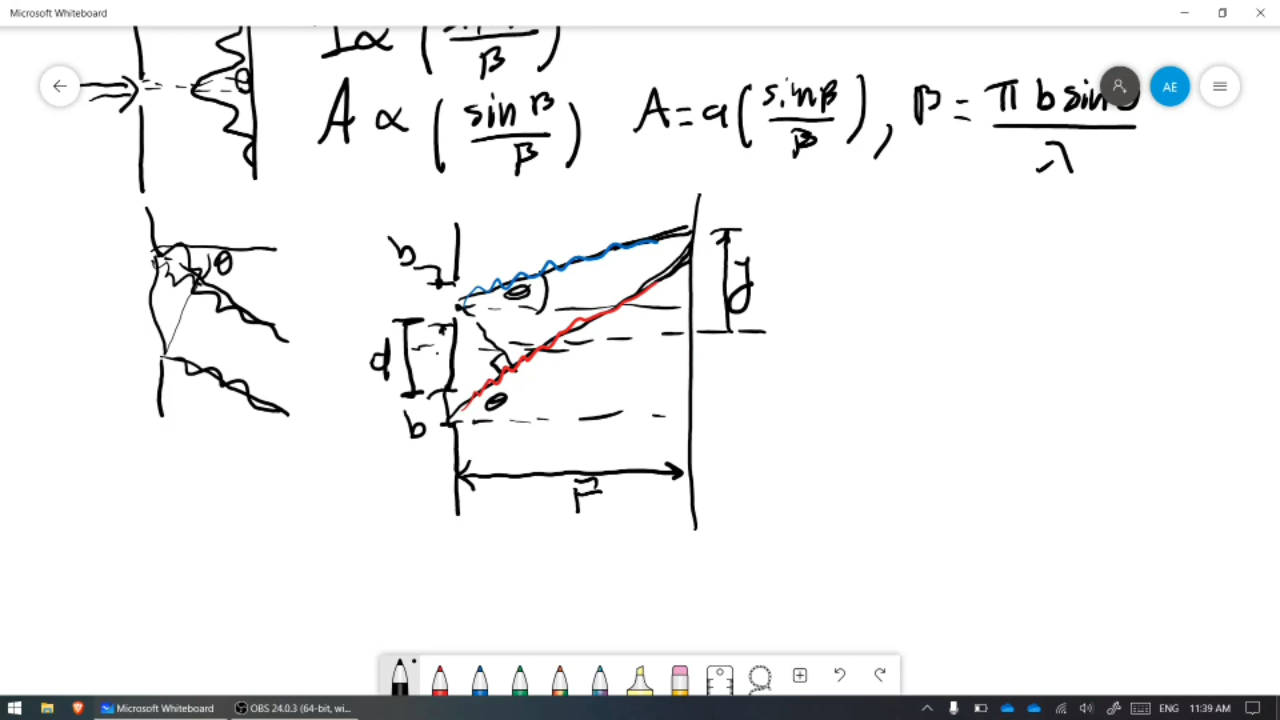 Microsoft Whiteboard
I ∝ ( / β )
A ∝ (sin β / β) A = a (sin β / β), β = π b sin θ / λ
AE
θ
θ
b
θ
y
d
θ
b
F
Microsoft Whiteboard OBS 24.0.3 (64-bit, wi... ENG 11:39 AM